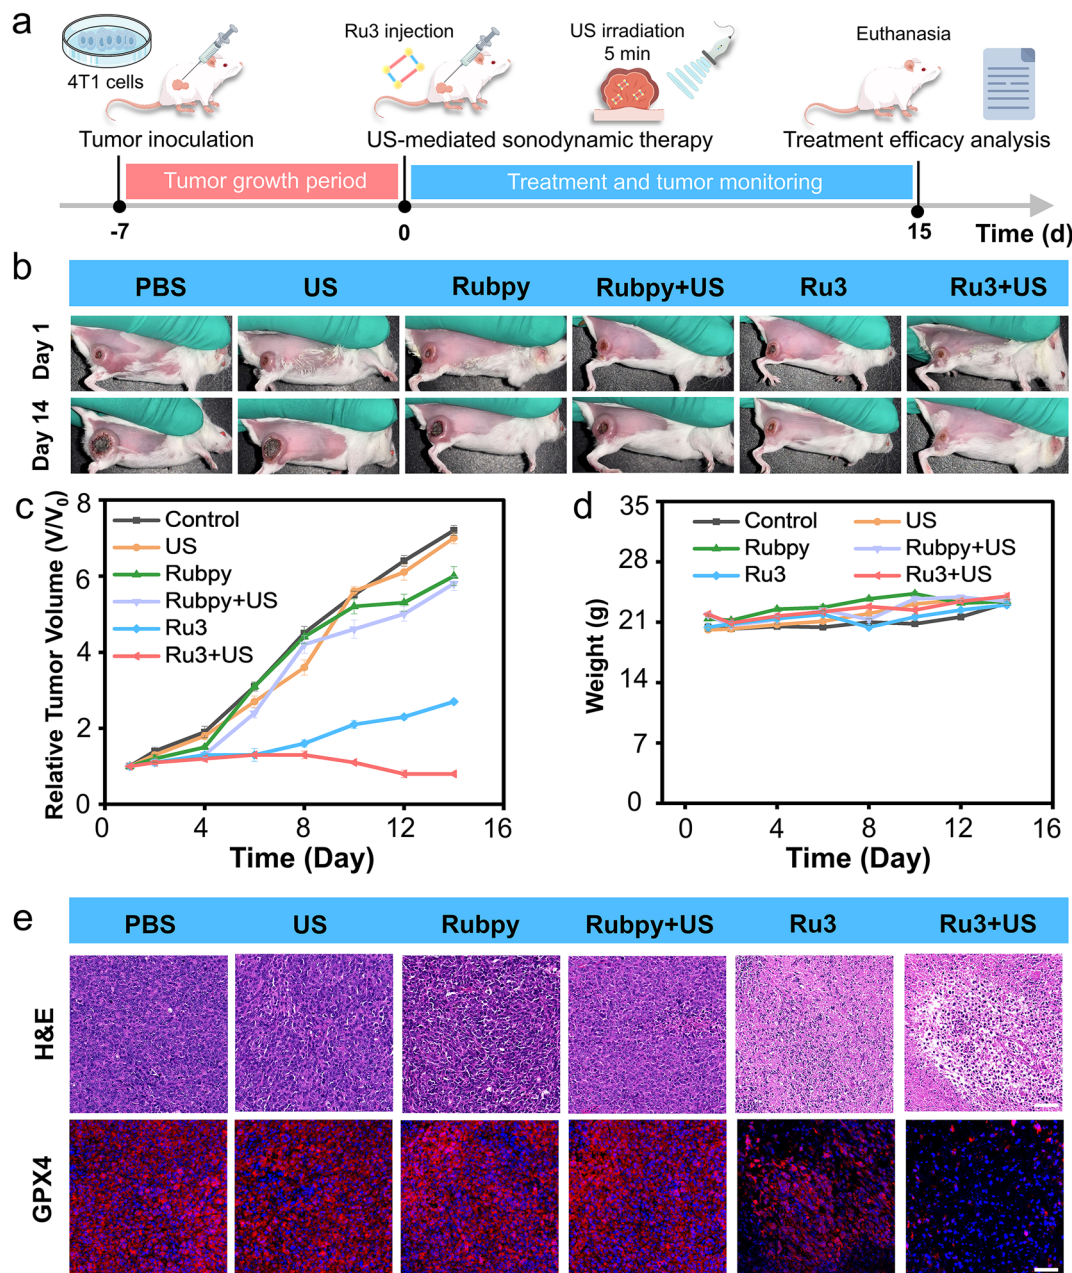 a
4T1 cells
Ru3 injection
US irradiation
5 min
Euthanasia
Tumor inoculation
US-mediated sonodynamic therapy
Treatment efficacy analysis
Tumor growth period
Treatment and tumor monitoring
-7
0
15
Time (d)
b
PBS
US
Rubpy
Rubpy+US
Ru3
Ru3+US
Day 1
Day 14
c
Relative Tumor Volume (V/V₀)
8
6
4
2
0
Control
US
Rubpy
Rubpy+US
Ru3
Ru3+US
0
4
8
12
16
Time (Day)
d
Weight (g)
35
28
21
14
7
0
Control
US
Rubpy
Rubpy+US
Ru3
Ru3+US
0
4
8
12
16
Time (Day)
e
PBS
US
Rubpy
Rubpy+US
Ru3
Ru3+US
H&E
GPX4